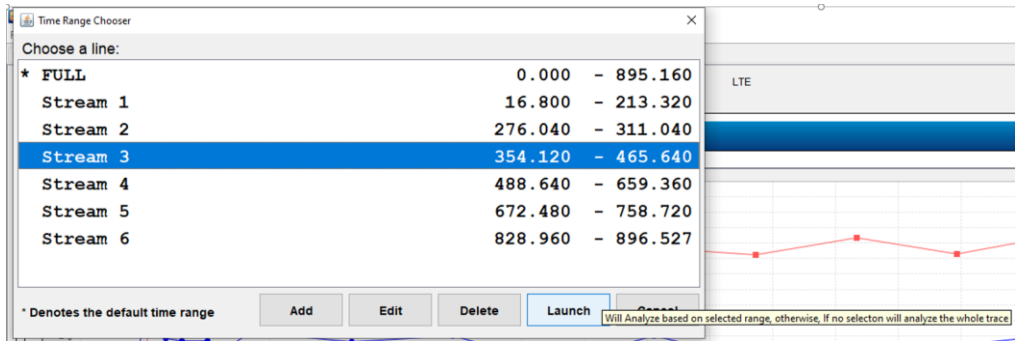 Time Range Chooser
Choose a line:
* FULL 0.000 - 895.160
Stream 1 16.800 - 213.320
Stream 2 276.040 - 311.040
Stream 3 354.120 - 465.640
Stream 4 488.640 - 659.360
Stream 5 672.480 - 758.720
Stream 6 828.960 - 896.527
* Denotes the default time range
Add Edit Delete Launch Cancel
Will Analyze based on selected range, otherwise, If no selecton will analyze the whole trace
LTE